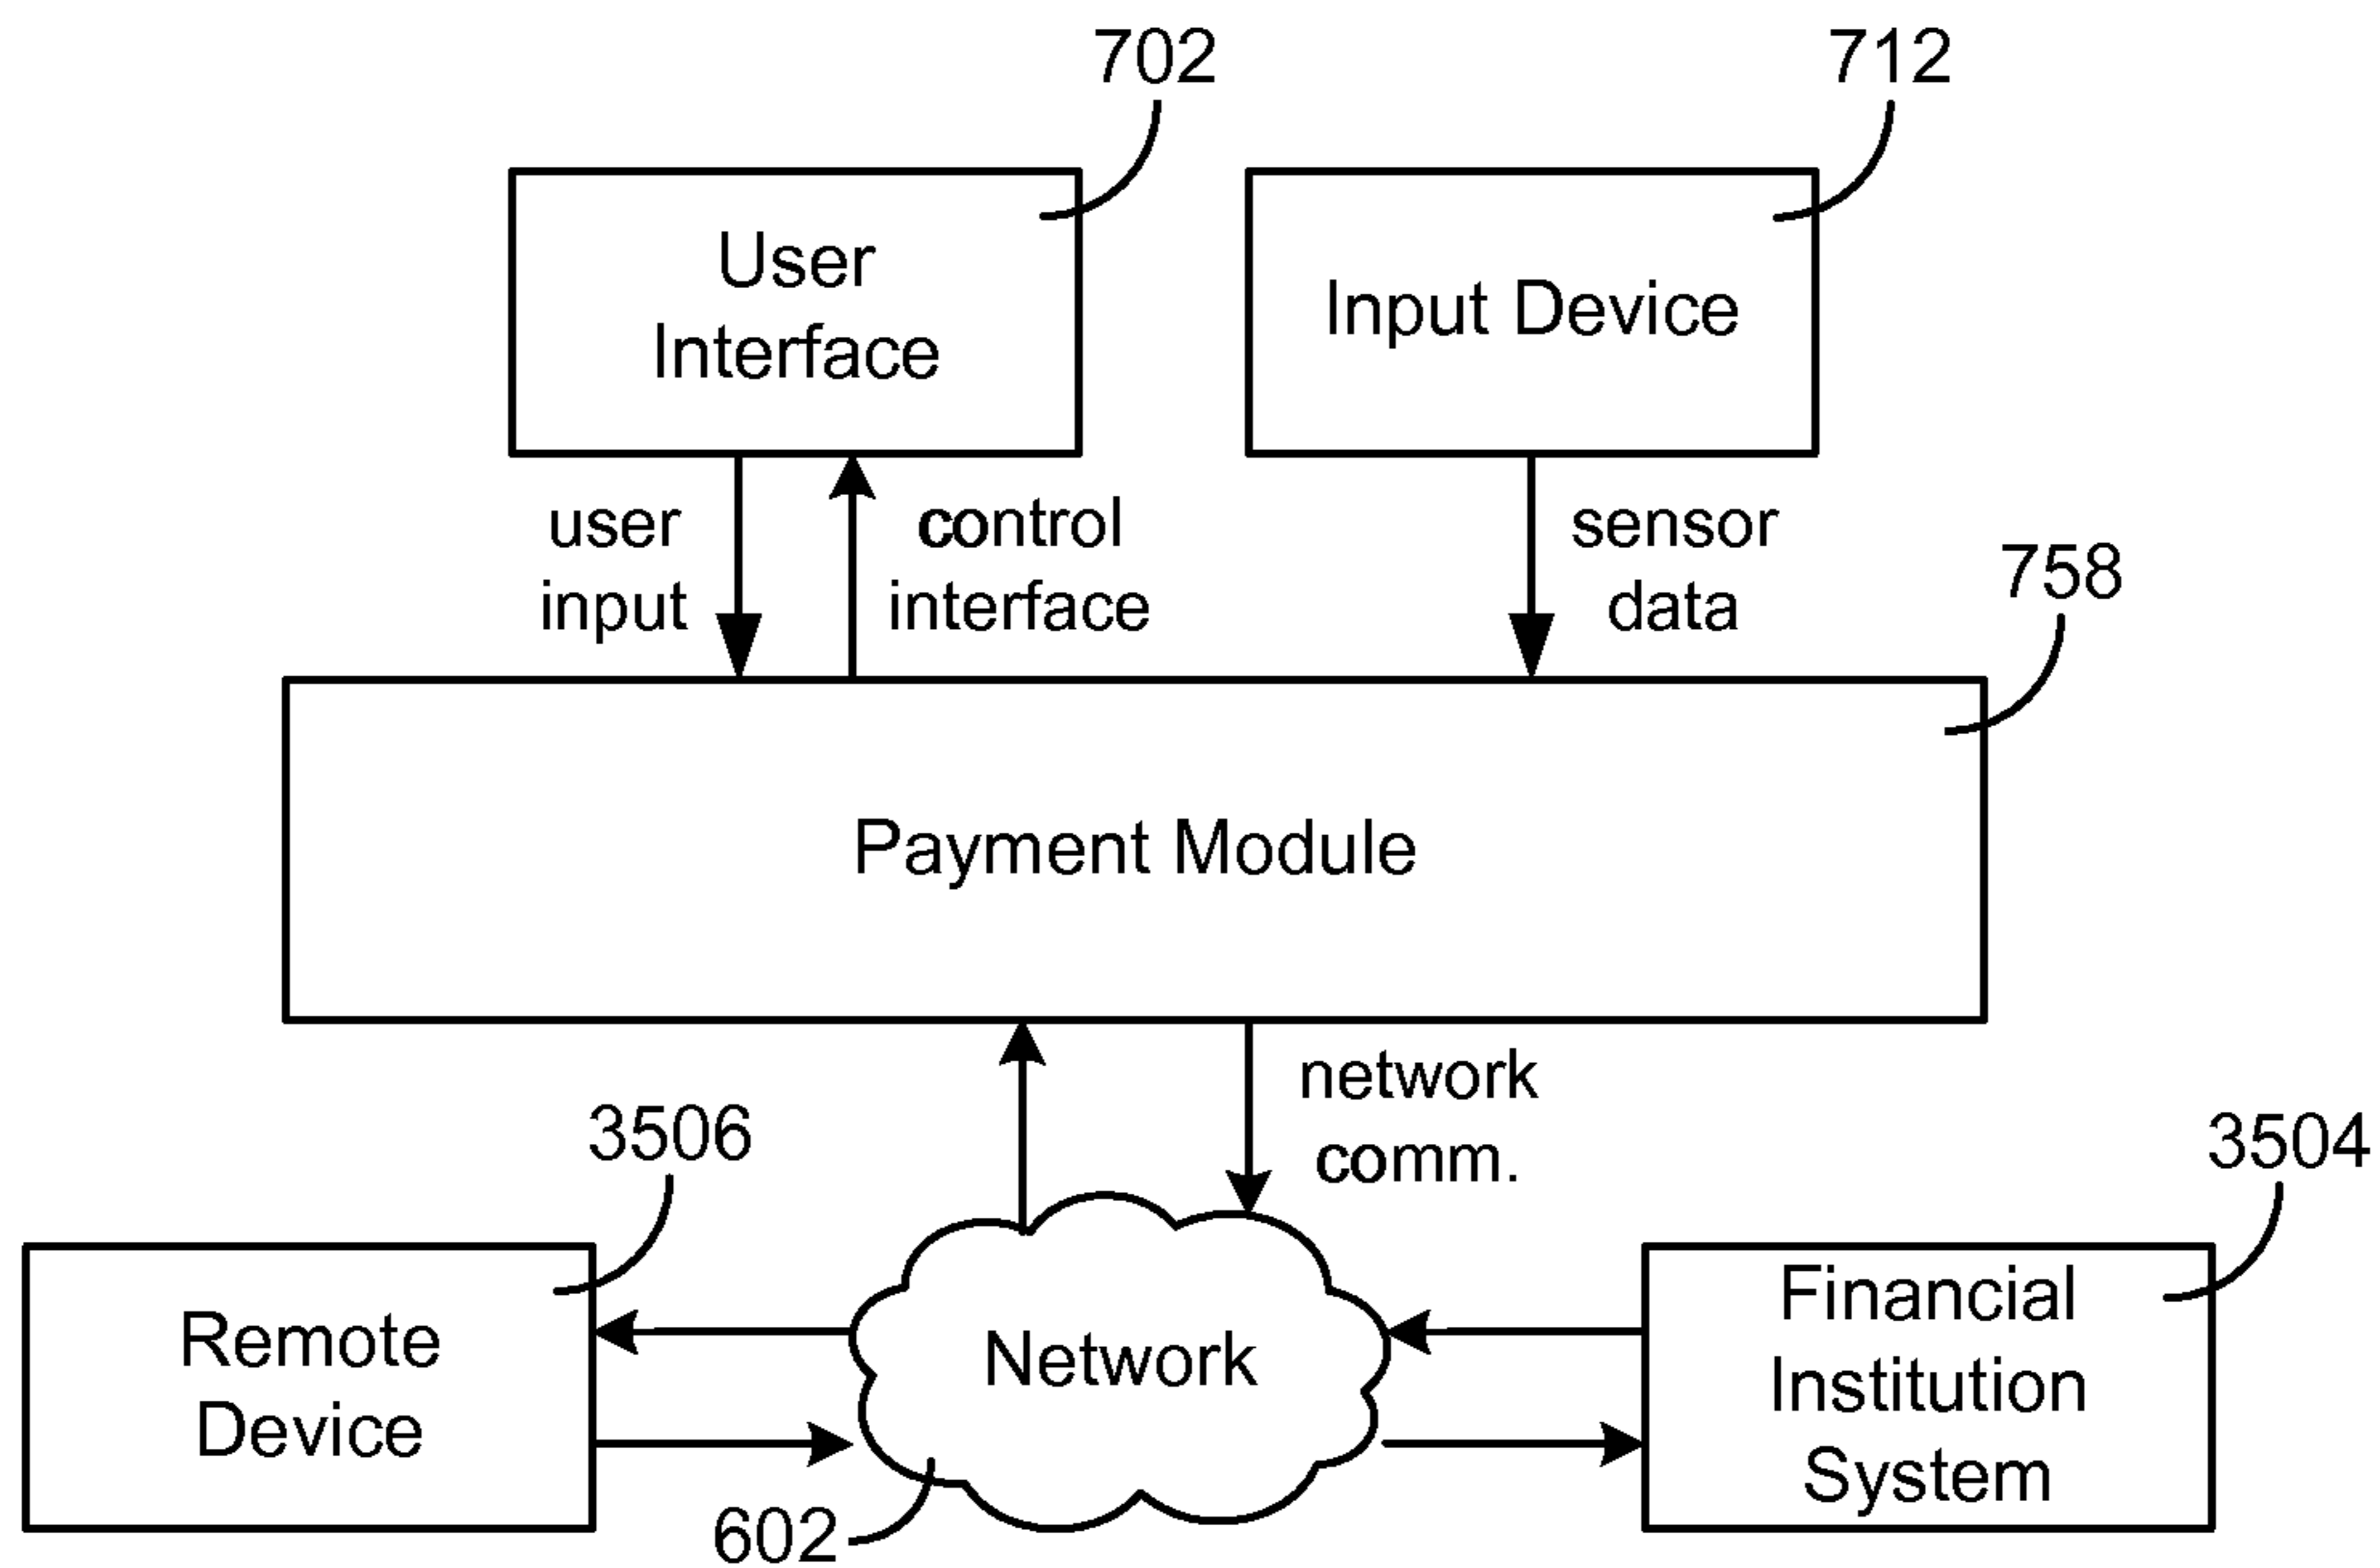 702
712
User
Interface
Input Device
user
input
control
interface
sensor
data
758
Payment Module
network
comm.
3506
3504
Remote
Device
Network
Financial
Institution
System
602